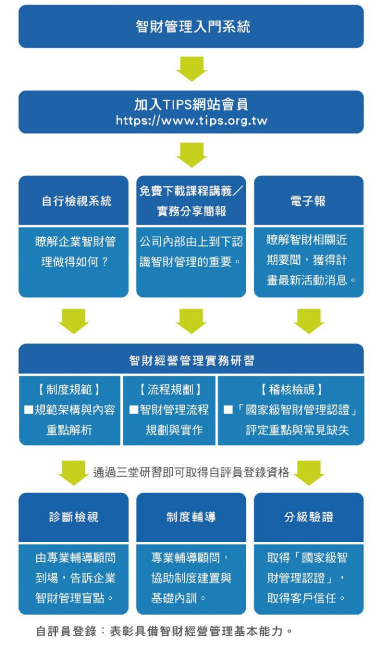 智財管理入門系統
加入TIPS網站會員
https://www.tips.org.tw
自行檢視系統
瞭解企業智財管
理做得如何？
免費下載課程講義／
實務分享簡報
公司內部由上到下認
識智財管理的重要。
電子報
瞭解智財相關近
期要聞，獲得計
畫最新活動消息。
智財經營管理實務研習
【制度規範】
■規範架構與內容
重點解析
【流程規劃】
■智財管理流程
規劃與實作
【稽核檢視】
■「國家級智財管理認證」
評定重點與常見缺失
通過三堂研習即可取得自評員登錄資格
診斷檢視
由專業輔導顧問
到場，告訴企業
智財管理盲點。
制度輔導
專業輔導顧問，
協助制度建置與
基礎內訓。
分級驗證
取得「國家級智
財管理認證」，
取得客戶信任。
自評員登錄：表彰具備智財經營管理基本能力。